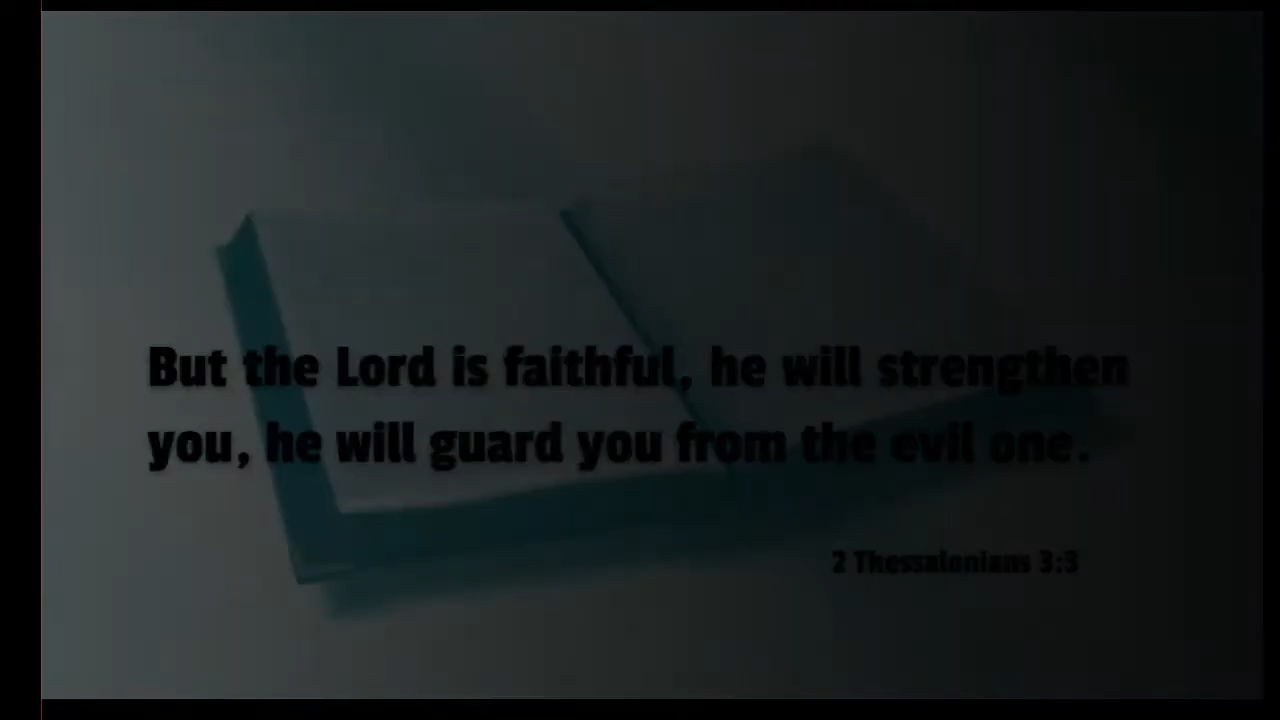 But the Lord is faithful, he will strengthen
you, he will guard you from the evil one.
2 Thessalonians 3:3